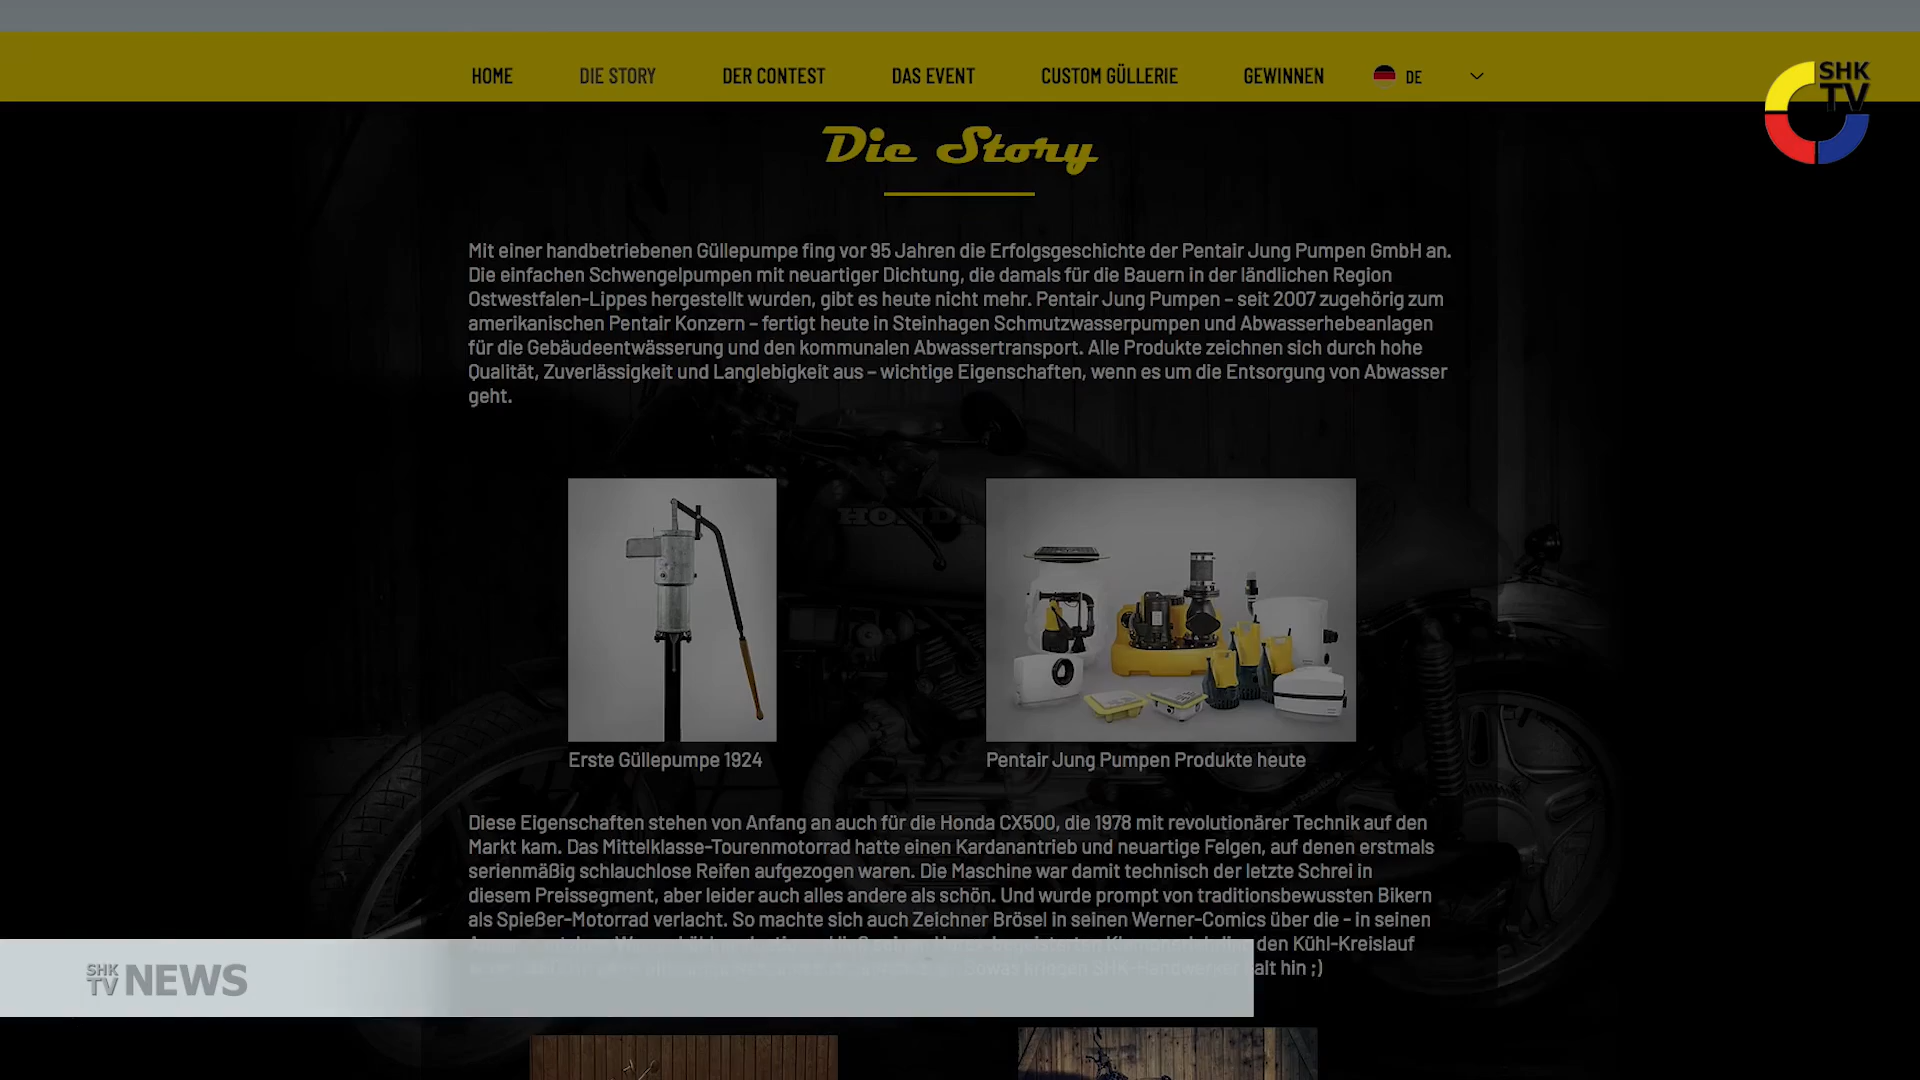 HOME DIE STORY DER CONTEST DAS EVENT CUSTOM GÜLLERIE GEWINNEN DE
SHK
TV
Die Story
Mit einer handbetriebenen Güllepumpe fing vor 95 Jahren die Erfolgsgeschichte der Pentair Jung Pumpen GmbH an.
Die einfachen Schwengelpumpen mit neuartiger Dichtung, die damals für die Bauern in der ländlichen Region
Ostwestfalen-Lippes hergestellt wurden, gibt es heute nicht mehr. Pentair Jung Pumpen – seit 2007 zugehörig zum
amerikanischen Pentair Konzern – fertigt heute in Steinhagen Schmutzwasserpumpen und Abwasserhebeanlagen
für die Gebäudeentwässerung und den kommunalen Abwassertransport. Alle Produkte zeichnen sich durch hohe
Qualität, Zuverlässigkeit und Langlebigkeit aus – wichtige Eigenschaften, wenn es um die Entsorgung von Abwasser
geht.
HONDA
Erste Güllepumpe 1924
Pentair Jung Pumpen Produkte heute
Diese Eigenschaften stehen von Anfang an auch für die Honda CX500, die 1978 mit revolutionärer Technik auf den
Markt kam. Das Mittelklasse-Tourenmotorrad hatte einen Kardanantrieb und neuartige Felgen, auf denen erstmals
serienmäßig schlauchlose Reifen aufgezogen waren. Die Maschine war damit technisch der letzte Schrei in
diesem Preissegment, aber leider auch alles andere als schön. Und wurde prompt von traditionsbewussten Bikern
als Spießer-Motorrad verlacht. So machte sich auch Zeichner Brösel in seinen Werner-Comics über die - in seinen
den Kühl-Kreislauf
kriegen SHK-Handwerker alt hin ;)
SHK
TV NEWS